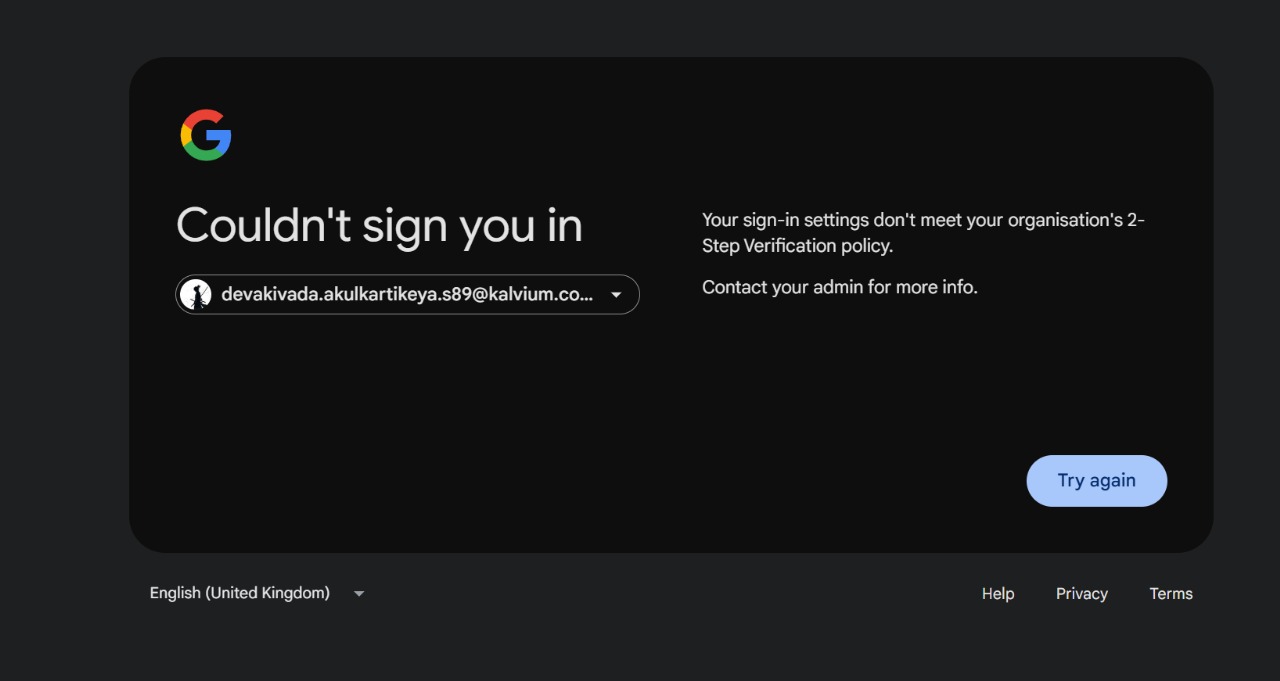 Couldn't sign you in
devakivada.akulkartikeya.s89@kalvium.co...
Your sign-in settings don't meet your organisation's 2-
Step Verification policy.
Contact your admin for more info.
Try again
English (United Kingdom)
Help
Privacy
Terms